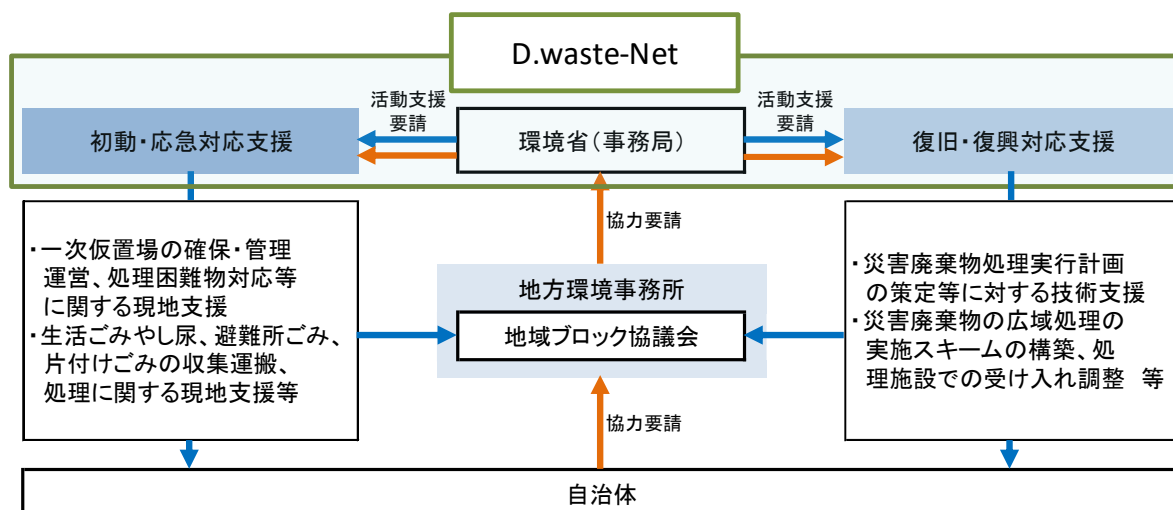 D.waste-Net
活動支援
要請
活動支援
要請
初動・応急対応支援
環境省（事務局）
復旧・復興対応支援
協力要請
・一次仮置場の確保・管理
運営、処理困難物対応等
に関する現地支援
・生活ごみやし尿、避難所ごみ、
片付けごみの収集運搬、
処理に関する現地支援等
地方環境事務所
地域ブロック協議会
・災害廃棄物処理実行計画
の策定等に対する技術支援
・災害廃棄物の広域処理の
実施スキームの構築、処
理施設での受け入れ調整 等
協力要請
自治体